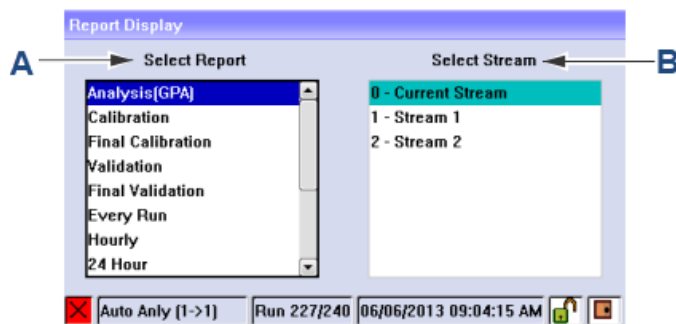 Report Display
A
Select Report
Select Stream
B
Analysis(GPA)
Calibration
Final Calibration
Validation
Final Validation
Every Run
Hourly
24 Hour
0 - Current Stream
1 - Stream 1
2 - Stream 2
Auto Anly (1->1)
Run 227/240
06/06/2013 09:04:15 AM